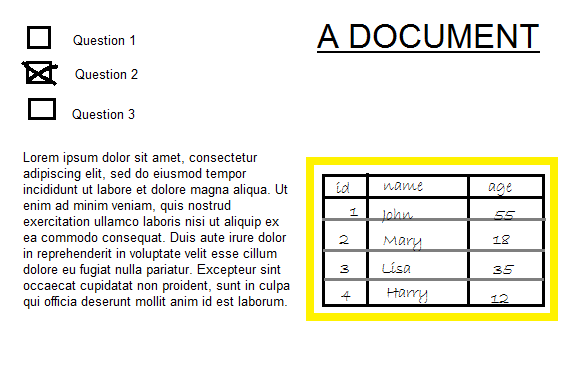 A DOCUMENT
Question 1
Question 2
Question 3
Lorem ipsum dolor sit amet, consectetur
adipiscing elit, sed do eiusmod tempor
incididunt ut labore et dolore magna aliqua. Ut
enim ad minim veniam, quis nostrud
exercitation ullamco laboris nisi ut aliquip ex
ea commodo consequat. Duis aute irure dolor
in reprehenderit in voluptate velit esse cillum
dolore eu fugiat nulla pariatur. Excepteur sint
occaecat cupidatat non proident, sunt in culpa
qui officia deserunt mollit anim id est laborum.
id name age
1 John 55
2 Mary 18
3 Lisa 35
4 Harry 12